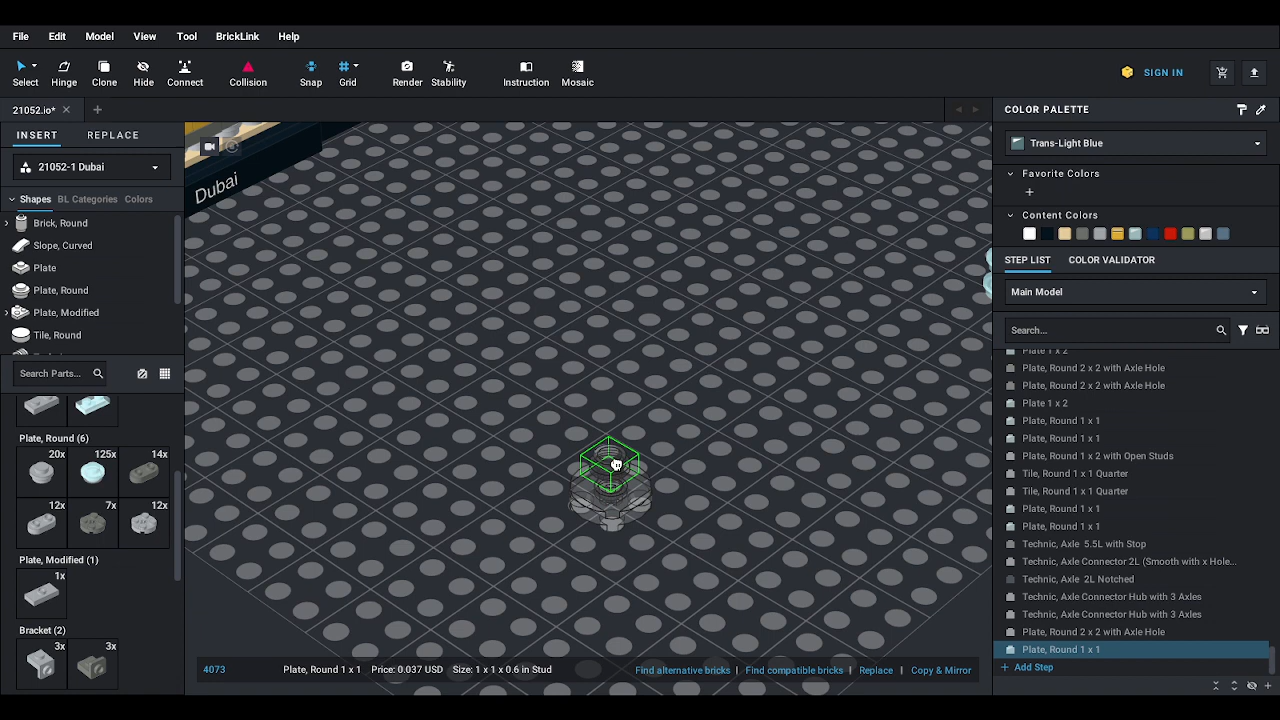 File Edit Model View Tool BrickLink Help
Select Hinge Clone Hide Connect Collision Snap Grid Render Stability Instruction Mosaic
SIGN IN
21052.io*
INSERT REPLACE
21052-1 Dubai
Shapes BL Categories Colors
Brick, Round
Slope, Curved
Plate
Plate, Round
Plate, Modified
Tile, Round
Search Parts...
Plate, Round (6)
20x 125x 14x
12x 7x 12x
Plate, Modified (1)
1x
Bracket (2)
3x 3x
Dubai
4073 Plate, Round 1 x 1 Price: 0.037 USD Size: 1 x 1 x 0.6 in Stud
Find alternative bricks | Find compatible bricks | Replace | Copy & Mirror
COLOR PALETTE
Trans-Light Blue
Favorite Colors
+
Content Colors
STEP LIST COLOR VALIDATOR
Main Model
Search...
Plate 1 x 2
Plate, Round 2 x 2 with Axle Hole
Plate, Round 2 x 2 with Axle Hole
Plate 1 x 2
Plate, Round 1 x 1
Plate, Round 1 x 1
Plate, Round 1 x 2 with Open Studs
Tile, Round 1 x 1 Quarter
Tile, Round 1 x 1 Quarter
Plate, Round 1 x 1
Plate, Round 1 x 1
Technic, Axle 5.5L with Stop
Technic, Axle Connector 2L (Smooth with x Hole...
Technic, Axle 2L Notched
Technic, Axle Connector Hub with 3 Axles
Technic, Axle Connector Hub with 3 Axles
Plate, Round 2 x 2 with Axle Hole
Plate, Round 1 x 1
+ Add Step